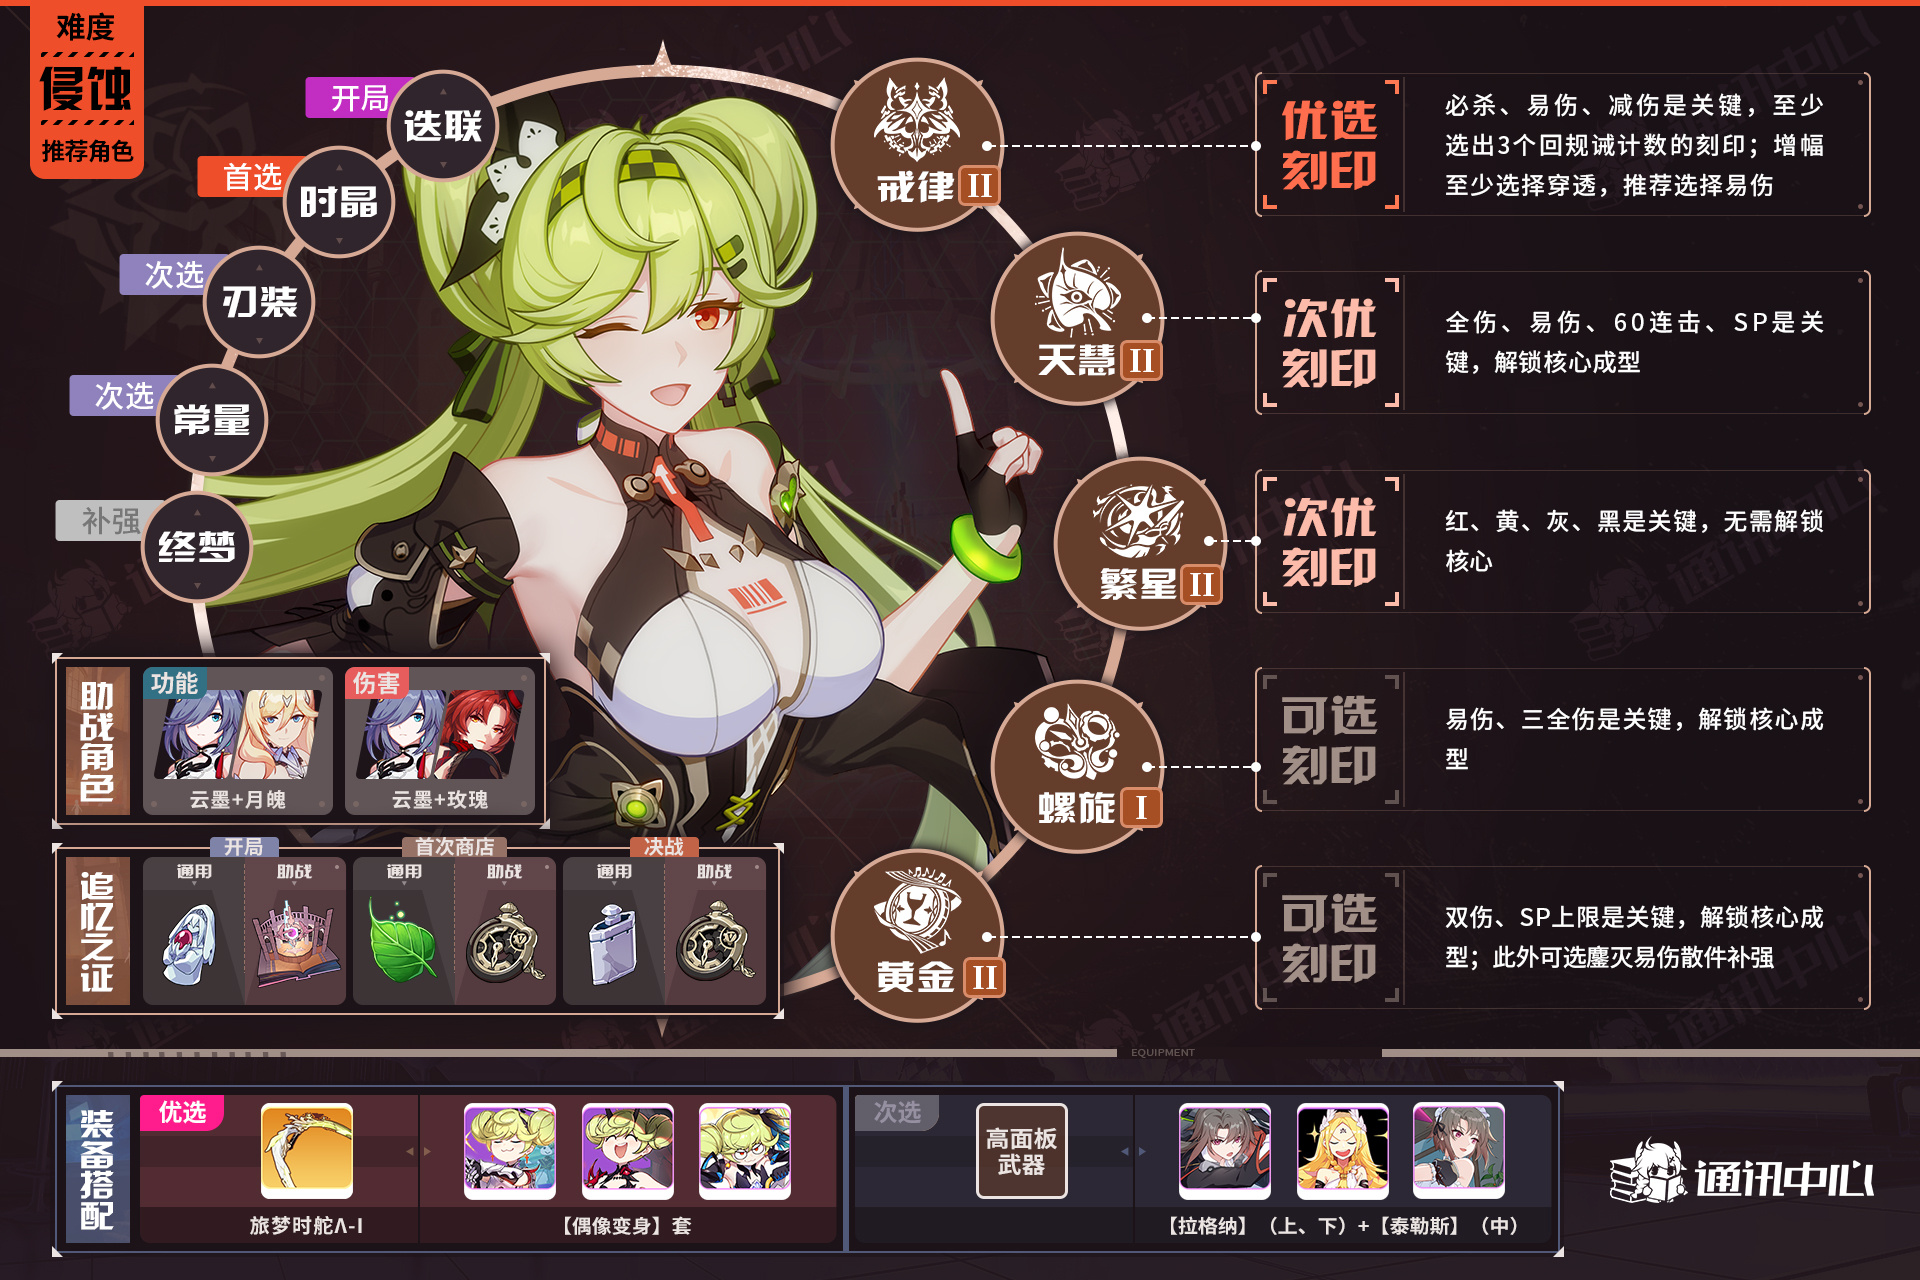 难度
侵蚀
推荐角色
开局
迭联
首选
时晶
次选
刃装
次选
常量
补强
终梦
戒律 II
天慧 II
繁星 II
螺旋 I
黄金 II
优选
刻印
必杀、易伤、减伤是关键，至少
选出3个回规诫计数的刻印；增幅
至少选择穿透，推荐选择易伤
次优
刻印
全伤、易伤、60连击、SP是关
键，解锁核心成型
次优
刻印
红、黄、灰、黑是关键，无需解锁
核心
可选
刻印
易伤、三全伤是关键，解锁核心成
型
可选
刻印
双伤、SP上限是关键，解锁核心成
型；此外可选鏖灭易伤散件补强
助战角色
功能
云墨+月魄
伤害
云墨+玫瑰
追忆之证
开局
通用
助战
首次商店
通用
助战
决战
通用
助战
EQUIPMENT
装备搭配
优选
旅梦时舵Λ-I
【偶像变身】套
次选
高面板
武器
【拉格纳】（上、下）+【泰勒斯】（中）
通讯中心